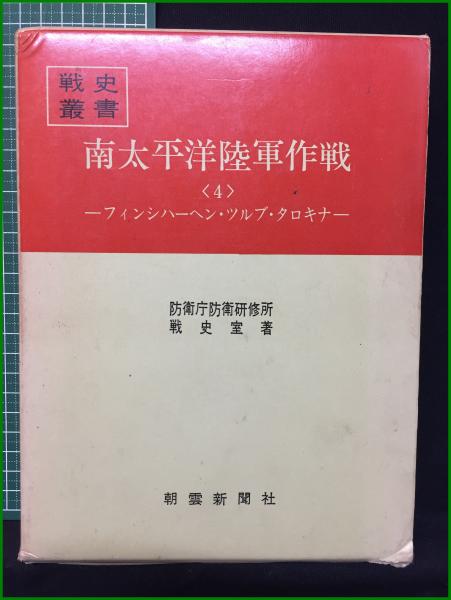 戦史
叢書
南太平洋陸軍作戦
〈4〉
―フィンシハーヘン・ツルブ・タロキナ―
防衛庁防衛研修所
戦史室著
朝雲新聞社